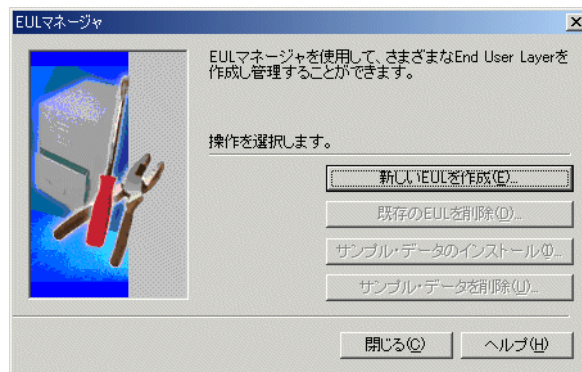 EULマネージャ
EULマネージャを使用して、さまざまなEnd User Layerを
作成し管理することができます。
操作を選択します。
新しいEULを作成(E)...
既存のEULを削除(D)...
サンプル・データのインストール(I)...
サンプル・データを削除(U)...
閉じる(C)
ヘルプ(H)